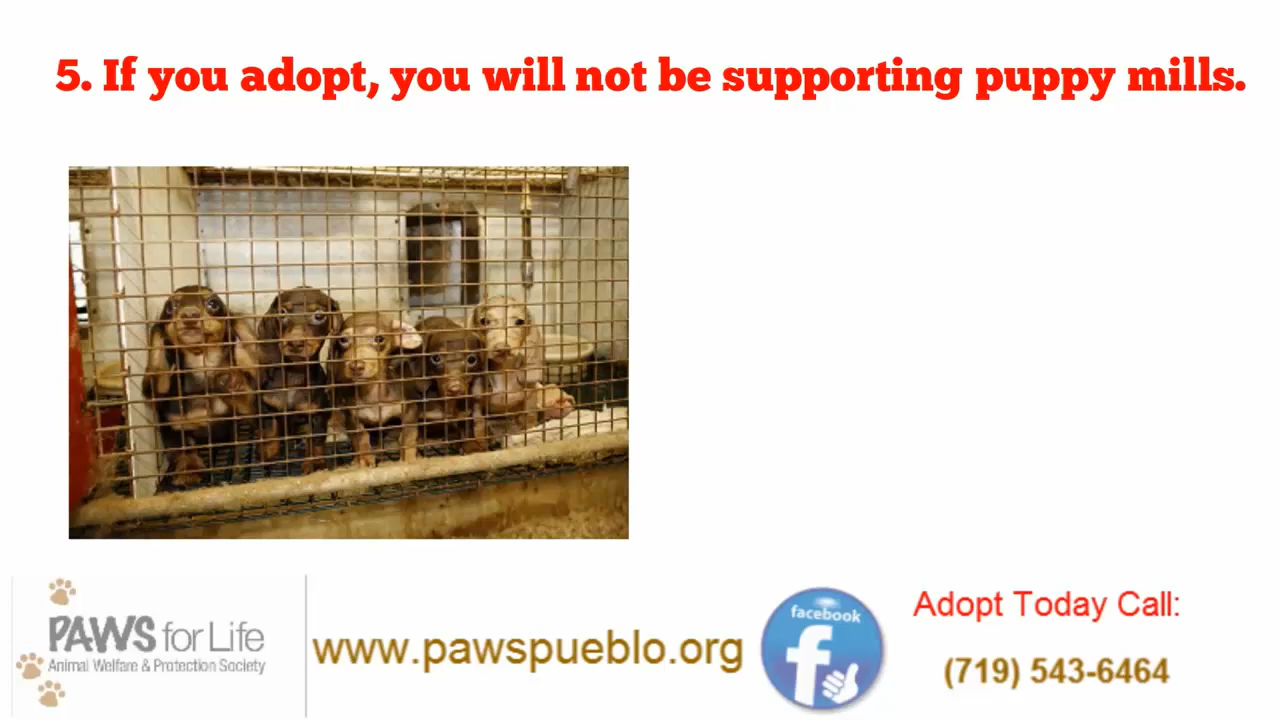 5. If you adopt, you will not be supporting puppy mills.
PAWS for Life
Animal Welfare & Protection Society
www.pawspueblo.org
facebook
f
Adopt Today Call:
(719) 543-6464